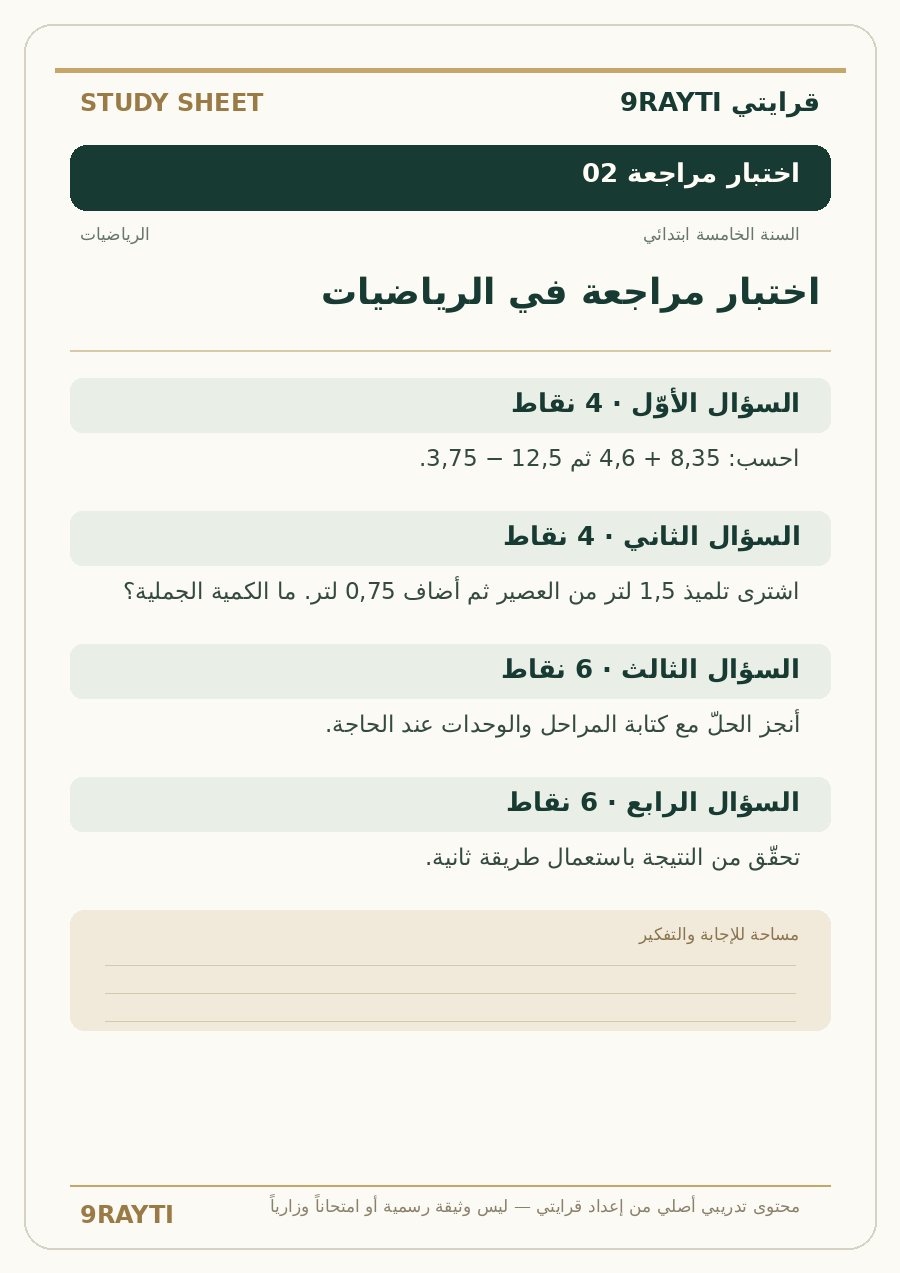 قرايتي 9RAYTI
STUDY SHEET
اختبار مراجعة 02
السنة الخامسة ابتدائي
الرياضيات
اختبار مراجعة في الرياضيات
السؤال الأوّل · 4 نقاط
احسب: 8,35 + 4,6 ثم 12,5 − 3,75.
السؤال الثاني · 4 نقاط
اشترى تلميذ 1,5 لتر من العصير ثم أضاف 0,75 لتر. ما الكمية الجملية؟
السؤال الثالث · 6 نقاط
أنجز الحلّ مع كتابة المراحل والوحدات عند الحاجة.
السؤال الرابع · 6 نقاط
تحقّق من النتيجة باستعمال طريقة ثانية.
مساحة للإجابة والتفكير
محتوى تدريبي أصلي من إعداد قرايتي — ليس وثيقة رسمية أو امتحاناً وزارياً
9RAYTI